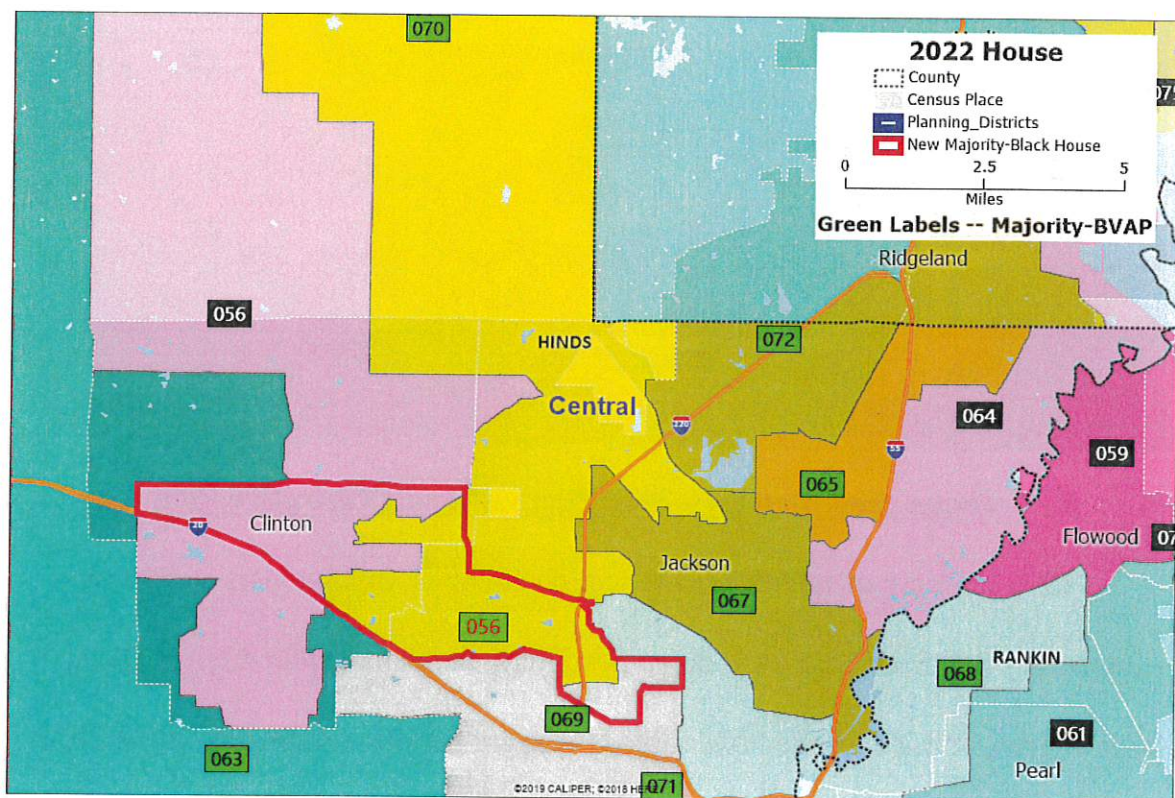 070
2022 House
County
Census Place
Planning_Districts
New Majority-Black House
0
2.5
5
Miles
Green Labels -- Majority-BVAP
Ridgeland
056
HINDS
072
Central
220
064
55
059
065
Clinton
20
Flowood
Jackson
067
056
RANKIN
068
069
061
063
Pearl
071
©2019 CALIPER; ©2018 HERE